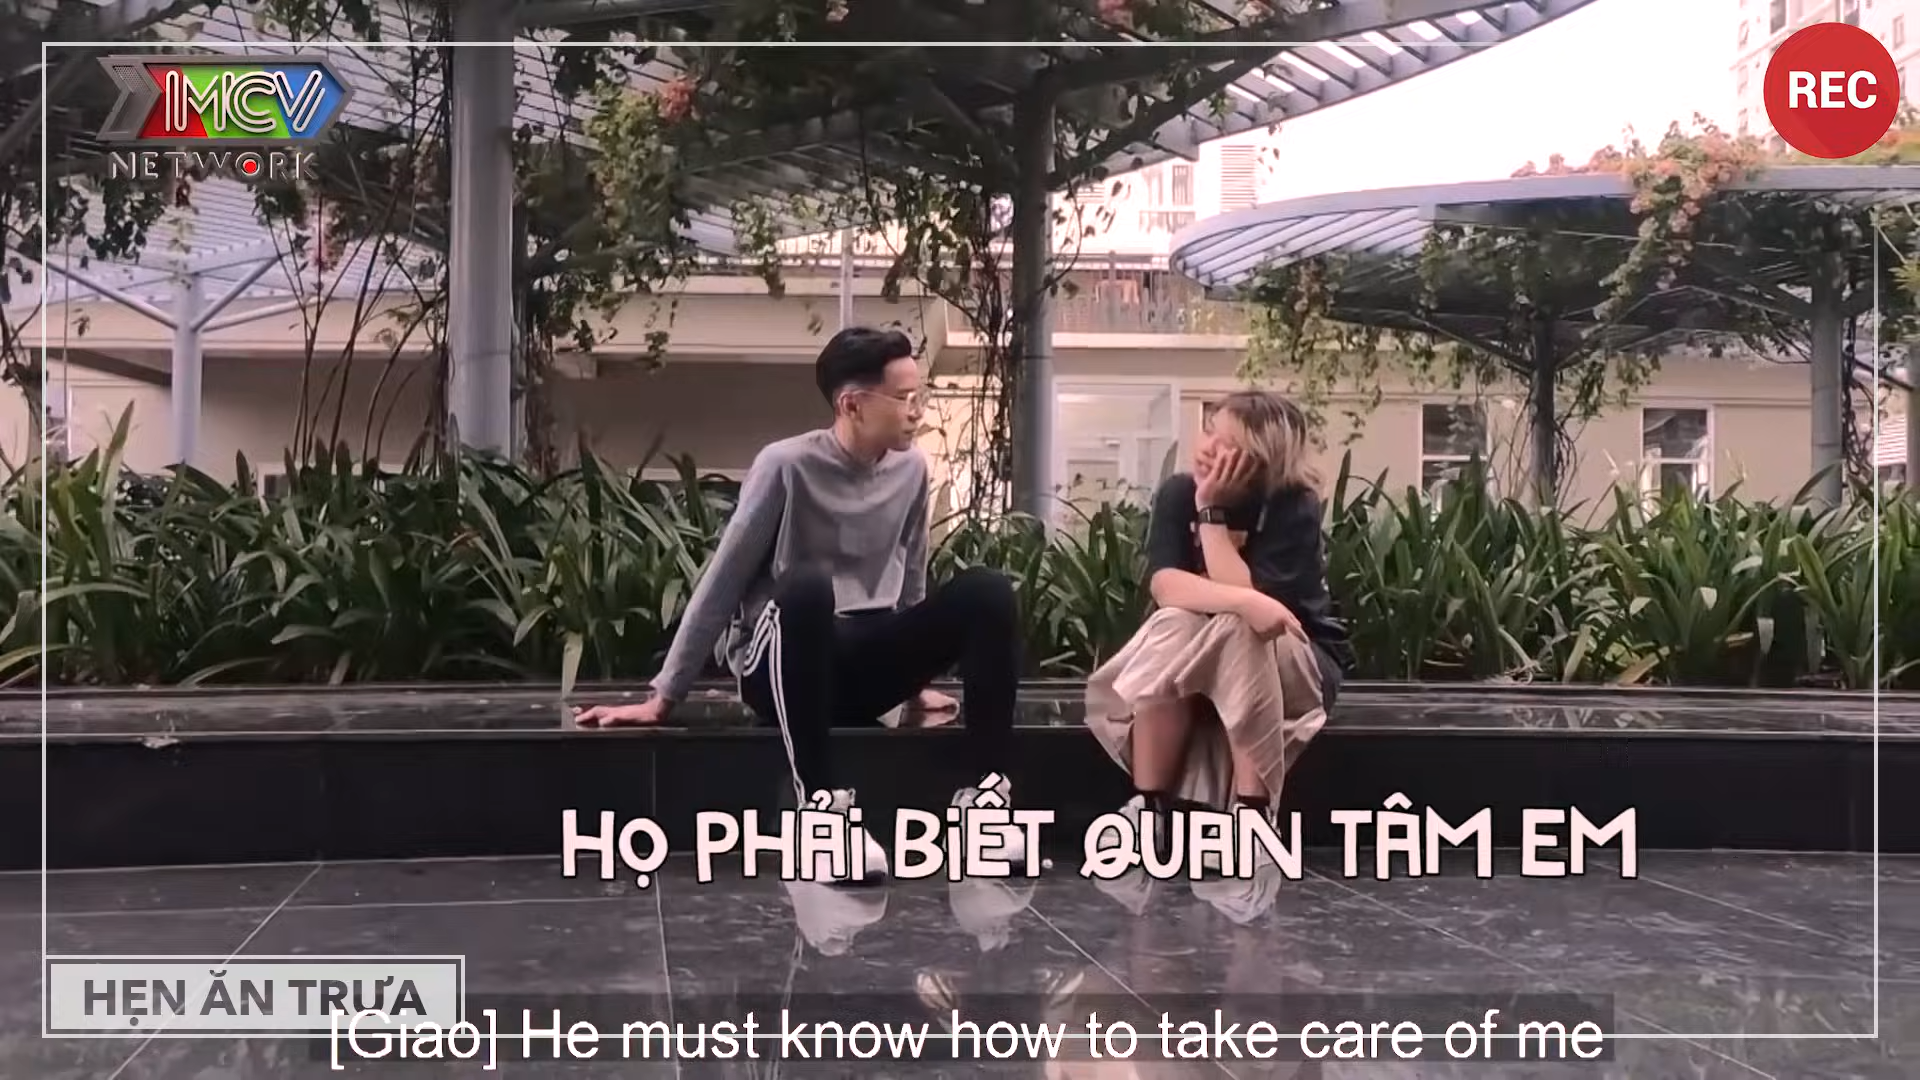 MCV
NETWORK
REC
HỌ PHẢI BIẾT QUAN TÂM EM
HẸN ĂN TRƯA
[Giao] He must know how to take care of me